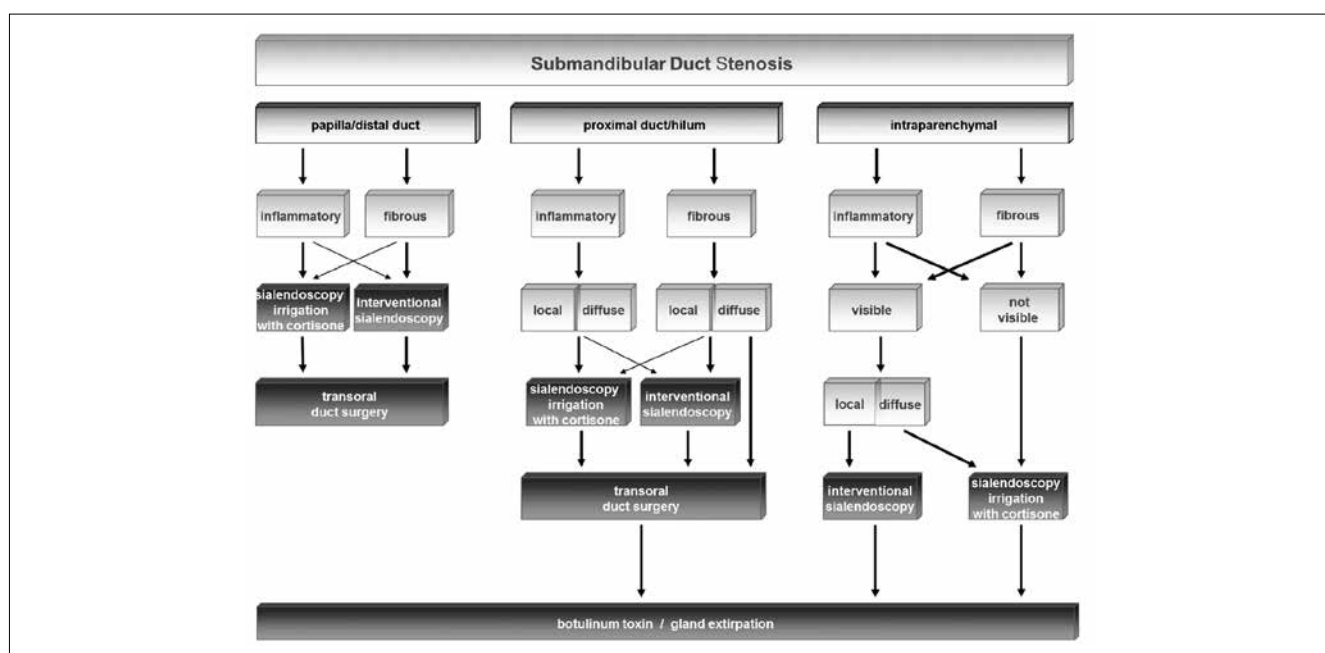 Submandibular Duct Stenosis
papilla/distal duct
proximal duct/hilum
intraparenchymal
inflammatory
fibrous
inflammatory
fibrous
inflammatory
fibrous
sialendoscopy
irrigation
with cortisone
interventional
sialendoscopy
local
diffuse
local
diffuse
visible
not
visible
transoral
duct surgery
sialendoscopy
irrigation
with cortisone
interventional
sialendoscopy
local
diffuse
transoral
duct surgery
interventional
sialendoscopy
sialendoscopy
irrigation
with cortisone
botulinum toxin / gland extirpation